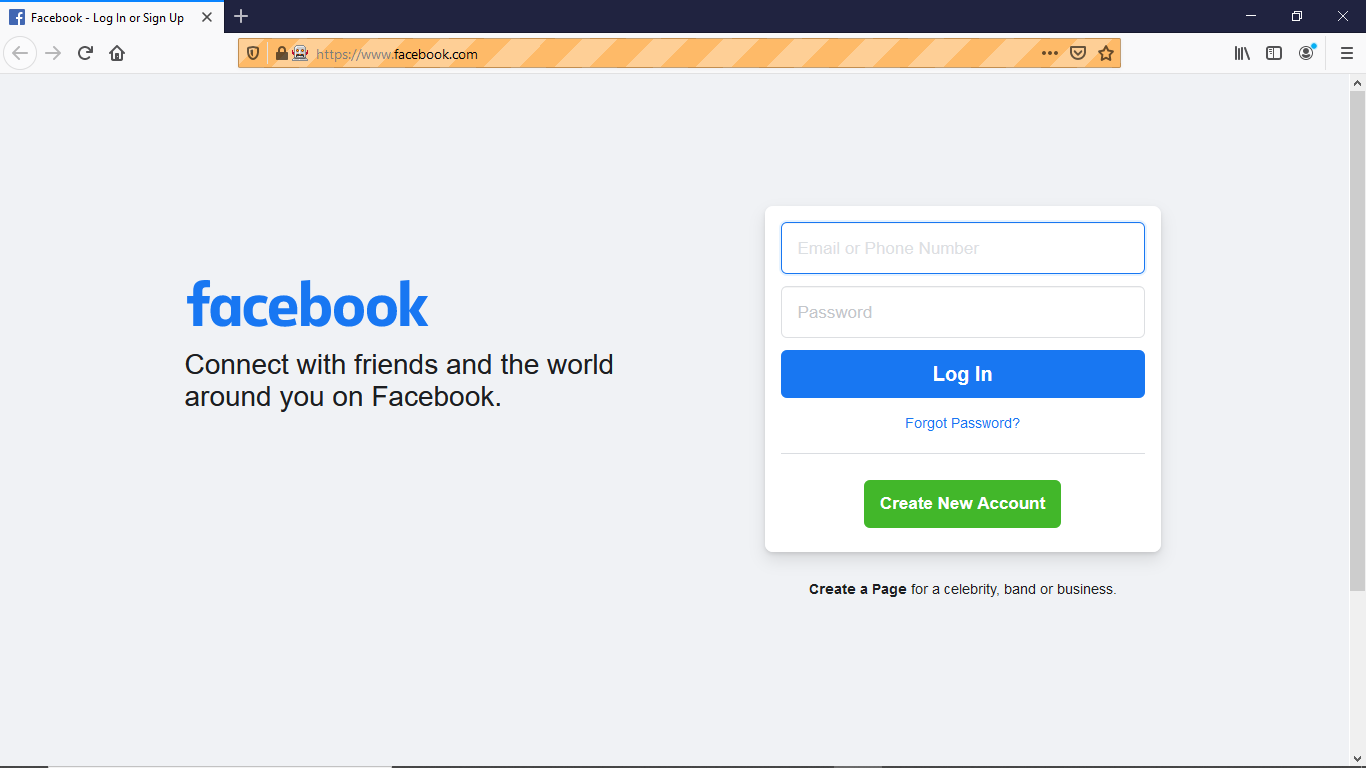 Facebook - Log In or Sign Up
https://www.facebook.com
facebook
Connect with friends and the world
around you on Facebook.
Email or Phone Number
Password
Log In
Forgot Password?
Create New Account
Create a Page for a celebrity, band or business.